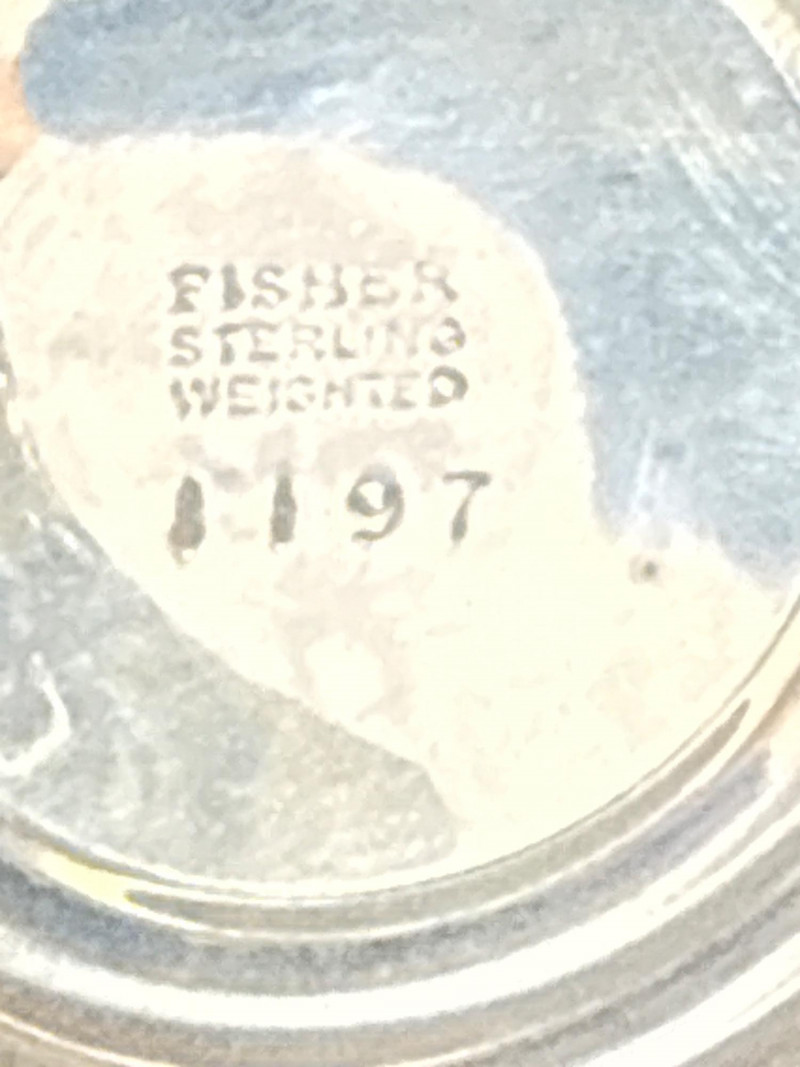 FISHER
STERLING
WEIGHTED
1197